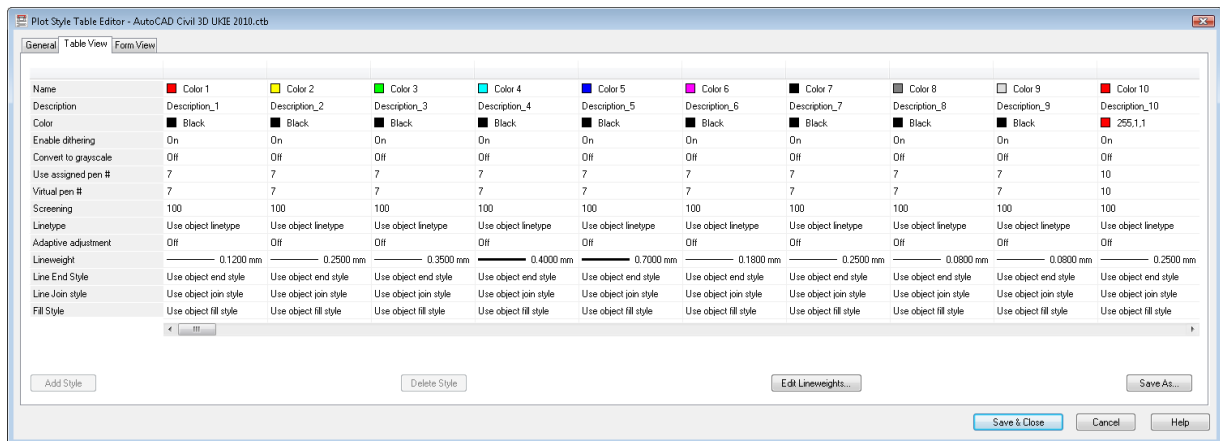 Plot Style Table Editor - AutoCAD Civil 3D UKIE 2010.ctb
General Table View Form View
Name Color 1 Color 2 Color 3 Color 4 Color 5 Color 6 Color 7 Color 8 Color 9 Color 10
Description Description_1 Description_2 Description_3 Description_4 Description_5 Description_6 Description_7 Description_8 Description_9 Description_10
Color Black Black Black Black Black Black Black Black Black 255,1,1
Enable dithering On On On On On On On On On On
Convert to grayscale Off Off Off Off Off Off Off Off Off Off
Use assigned pen # 7 7 7 7 7 7 7 7 7 10
Virtual pen # 7 7 7 7 7 7 7 7 7 10
Screening 100 100 100 100 100 100 100 100 100 100
Linetype Use object linetype Use object linetype Use object linetype Use object linetype Use object linetype Use object linetype Use object linetype Use object linetype Use object linetype Use object linetype
Adaptive adjustment Off Off Off Off Off Off Off Off Off Off
Lineweight 0.1200 mm 0.2500 mm 0.3500 mm 0.4000 mm 0.7000 mm 0.1800 mm 0.2500 mm 0.0800 mm 0.0800 mm 0.2500 mm
Line End Style Use object end style Use object end style Use object end style Use object end style Use object end style Use object end style Use object end style Use object end style Use object end style Use object end style
Line Join style Use object join style Use object join style Use object join style Use object join style Use object join style Use object join style Use object join style Use object join style Use object join style Use object join style
Fill Style Use object fill style Use object fill style Use object fill style Use object fill style Use object fill style Use object fill style Use object fill style Use object fill style Use object fill style Use object fill style
Add Style Delete Style Edit Lineweights... Save As...
Save & Close Cancel Help